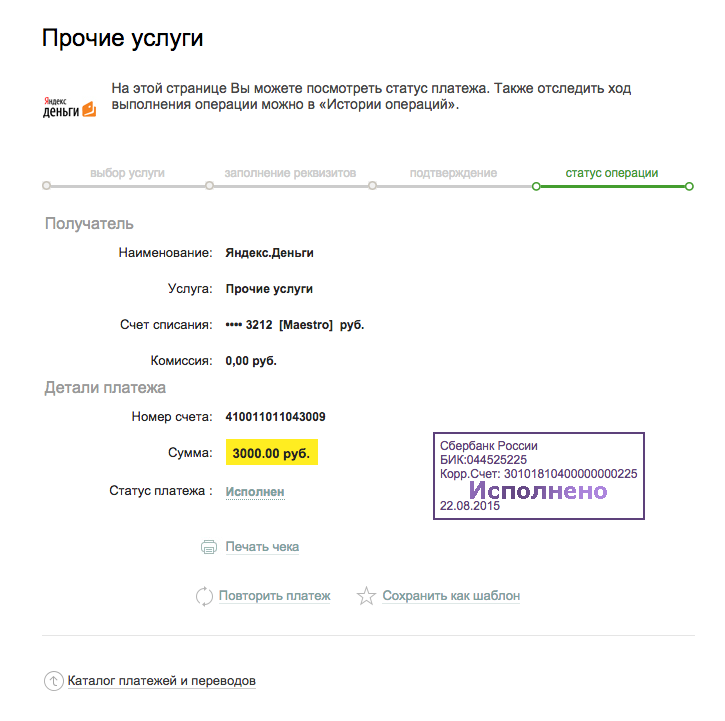 Прочие услуги
Яндекс
деньги
На этой странице Вы можете посмотреть статус платежа. Также отследить ход
выполнения операции можно в «Истории операций».
выбор услуги
заполнение реквизитов
подтверждение
статус операции
Получатель
Наименование: Яндекс.Деньги
Услуга: Прочие услуги
Счет списания: •••• 3212 [Maestro] руб.
Комиссия: 0,00 руб.
Детали платежа
Номер счета: 410011011043009
Сумма: 3000.00 руб.
Статус платежа : Исполнен
Сбербанк России
БИК:044525225
Корр.Счет: 30101810400000000225
Исполнено
22.08.2015
Печать чека
Повторить платеж
Сохранить как шаблон
Каталог платежей и переводов